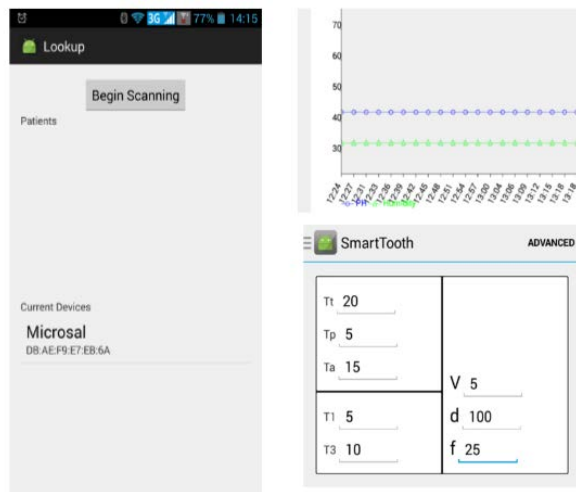 3G 77% 14:15
Lookup
Begin Scanning
Patients
Current Devices
Microsal
D8:AE:F9:E7:EB:6A
70
60
50
40
30
12:24 12:27 12:31 12:33 12:36 12:39 12:42 12:45 12:48 12:51 12:54 12:57 13:00 13:04 13:06 13:09 13:12 13:15 13:18 13:18
PH
SmartTooth ADVANCED
Tt 20
Tp 5
Ta 15
T1 5
T3 10
V 5
d 100
f 25